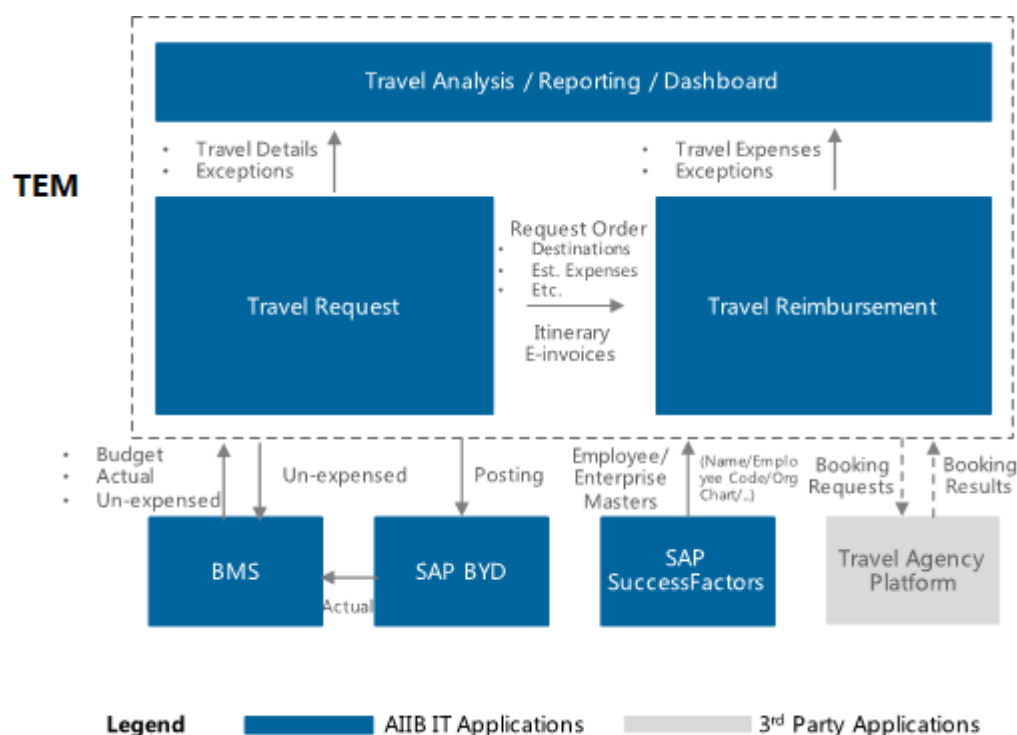 Travel Analysis / Reporting / Dashboard
• Travel Details
• Exceptions
• Travel Expenses
• Exceptions
TEM
Travel Request
Request Order
• Destinations
• Est. Expenses
• Etc.
Itinerary
E-invoices
Travel Reimbursement
• Budget
• Actual
• Un-expensed
Un-expensed
Posting
Employee/
Enterprise
Masters
(Name/Emplo
yee Code/Org
Chart/..)
Booking
Requests
Booking
Results
BMS
Actual
SAP BYD
SAP
SuccessFactors
Travel Agency
Platform
Legend
AIIB IT Applications
3rd Party Applications